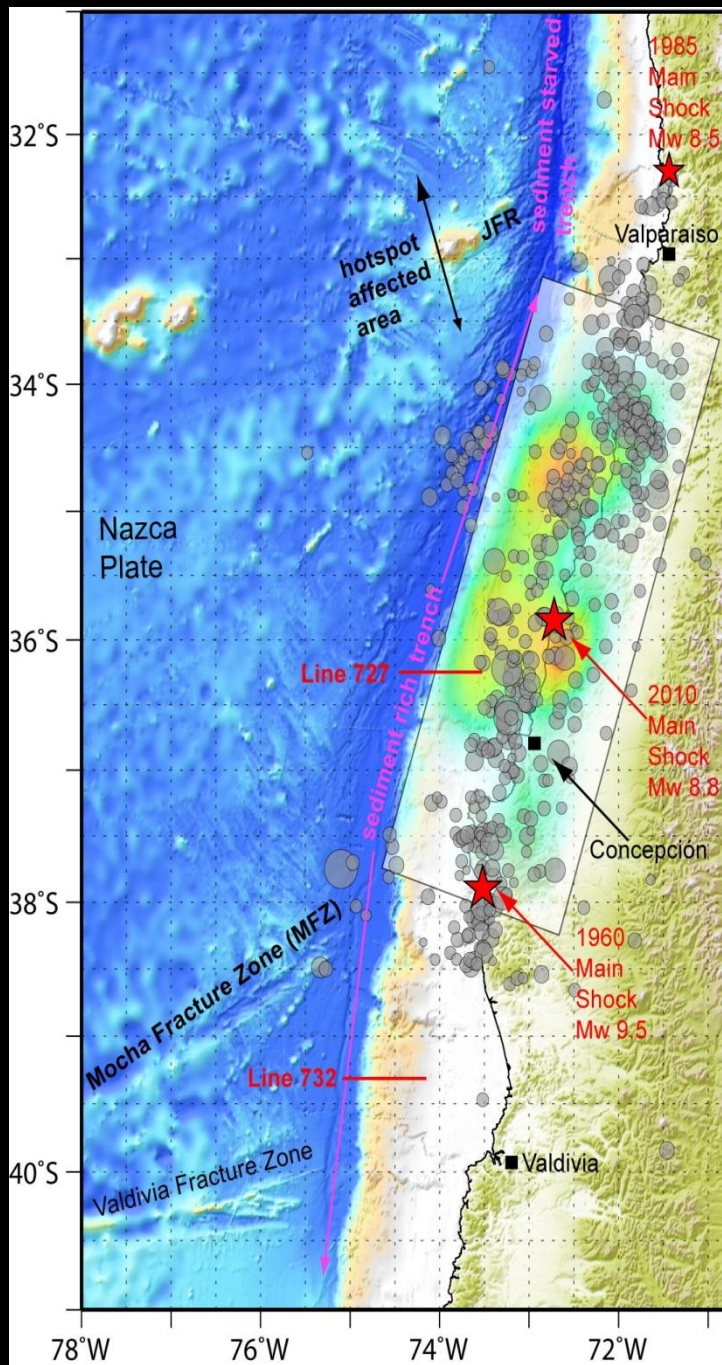 1985
Main
Shock
Mw 8.5
sediment starved
trench
32°S
Valparaiso
JFR
hotspot
affected
area
34°S
Nazca
Plate
sediment rich trench
36°S
Line 727
2010
Main
Shock
Mw 8.8
Concepción
38°S
1960
Main
Shock
Mw 9.5
Mocha Fracture Zone (MFZ)
Line 732
40°S
Valdivia
Valdivia Fracture Zone
78°W
76°W
74°W
72°W